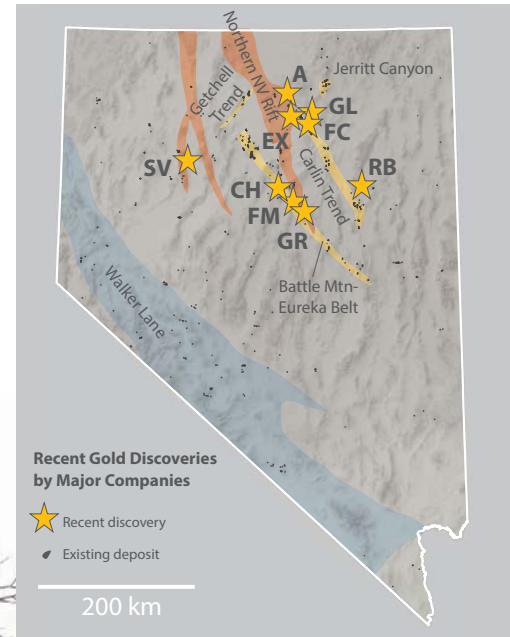 Northern NV Rift
Getchell
Trend
Jerritt Canyon
A
GL
FC
EX
SV
RB
Carlin Trend
CH
FM
GR
Battle Mtn-
Eureka Belt
Walker Lane
Recent Gold Discoveries
by Major Companies
Recent discovery
Existing deposit
200 km